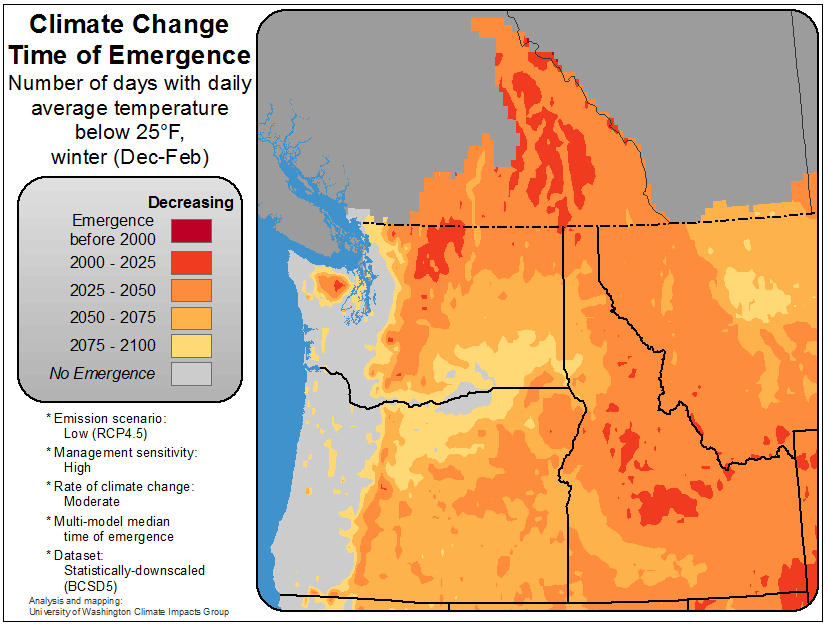 Climate Change
Time of Emergence
Number of days with daily
average temperature
below 25°F,
winter (Dec-Feb)
Decreasing
Emergence
before 2000
2000 - 2025
2025 - 2050
2050 - 2075
2075 - 2100
No Emergence
* Emission scenario:
Low (RCP4.5)
* Management sensitivity:
High
* Rate of climate change:
Moderate
* Multi-model median
time of emergence
* Dataset:
Statistically-downscaled
(BCSD5)
Analysis and mapping:
University of Washington Climate Impacts Group